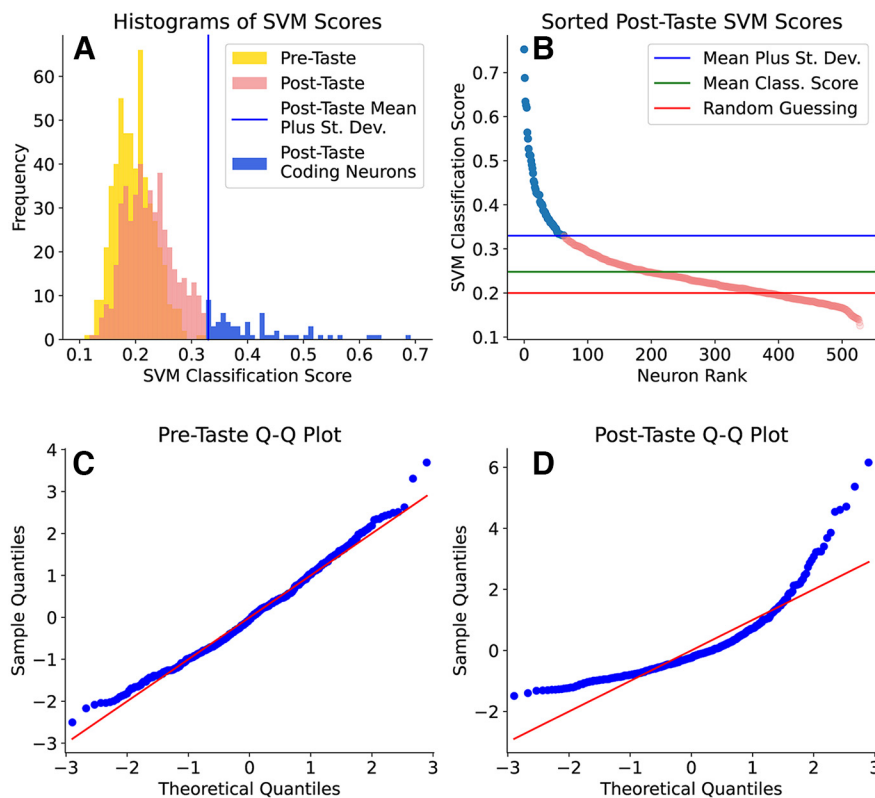 Histograms of SVM Scores
A
Pre-Taste
Post-Taste
Post-Taste Mean
Plus St. Dev.
Post-Taste
Coding Neurons
Frequency
60
50
40
30
20
10
0
0.1 0.2 0.3 0.4 0.5 0.6 0.7
SVM Classification Score
Sorted Post-Taste SVM Scores
B
Mean Plus St. Dev.
Mean Class. Score
Random Guessing
SVM Classification Score
0.7
0.6
0.5
0.4
0.3
0.2
0.1
0 100 200 300 400 500
Neuron Rank
Pre-Taste Q-Q Plot
C
Sample Quantiles
4
3
2
1
0
−1
−2
−3
−3 −2 −1 0 1 2 3
Theoretical Quantiles
Post-Taste Q-Q Plot
D
Sample Quantiles
6
4
2
0
−2
−3 −2 −1 0 1 2 3
Theoretical Quantiles